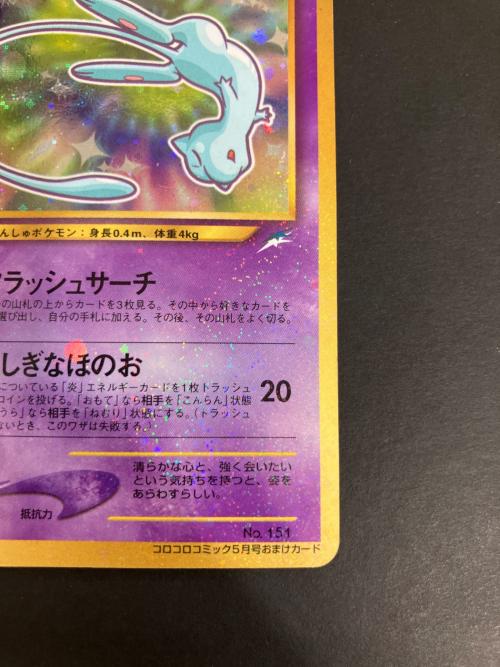 んしゅポケモン：身長0.4m、体重4kg
ラッシュサーチ
の山札の上からカードを3枚見る。その中から好きなカードを
選び出し、自分の手札に加える。その後、その山札をよく切る。
しぎなほのお
についている「炎」エネルギーカードを1枚トラッシュ
コインを投げる。「おもて」なら相手を「こんらん」状態
うら」なら相手を「ねむり」状態にする。(トラッシュ
ないとき、このワザは失敗する。)
20
清らかな心と、強く会いたい
という気持ちを持つと、姿を
あらわすらしい。
抵抗力
No. 151
コロコロコミック5月号おまけカード